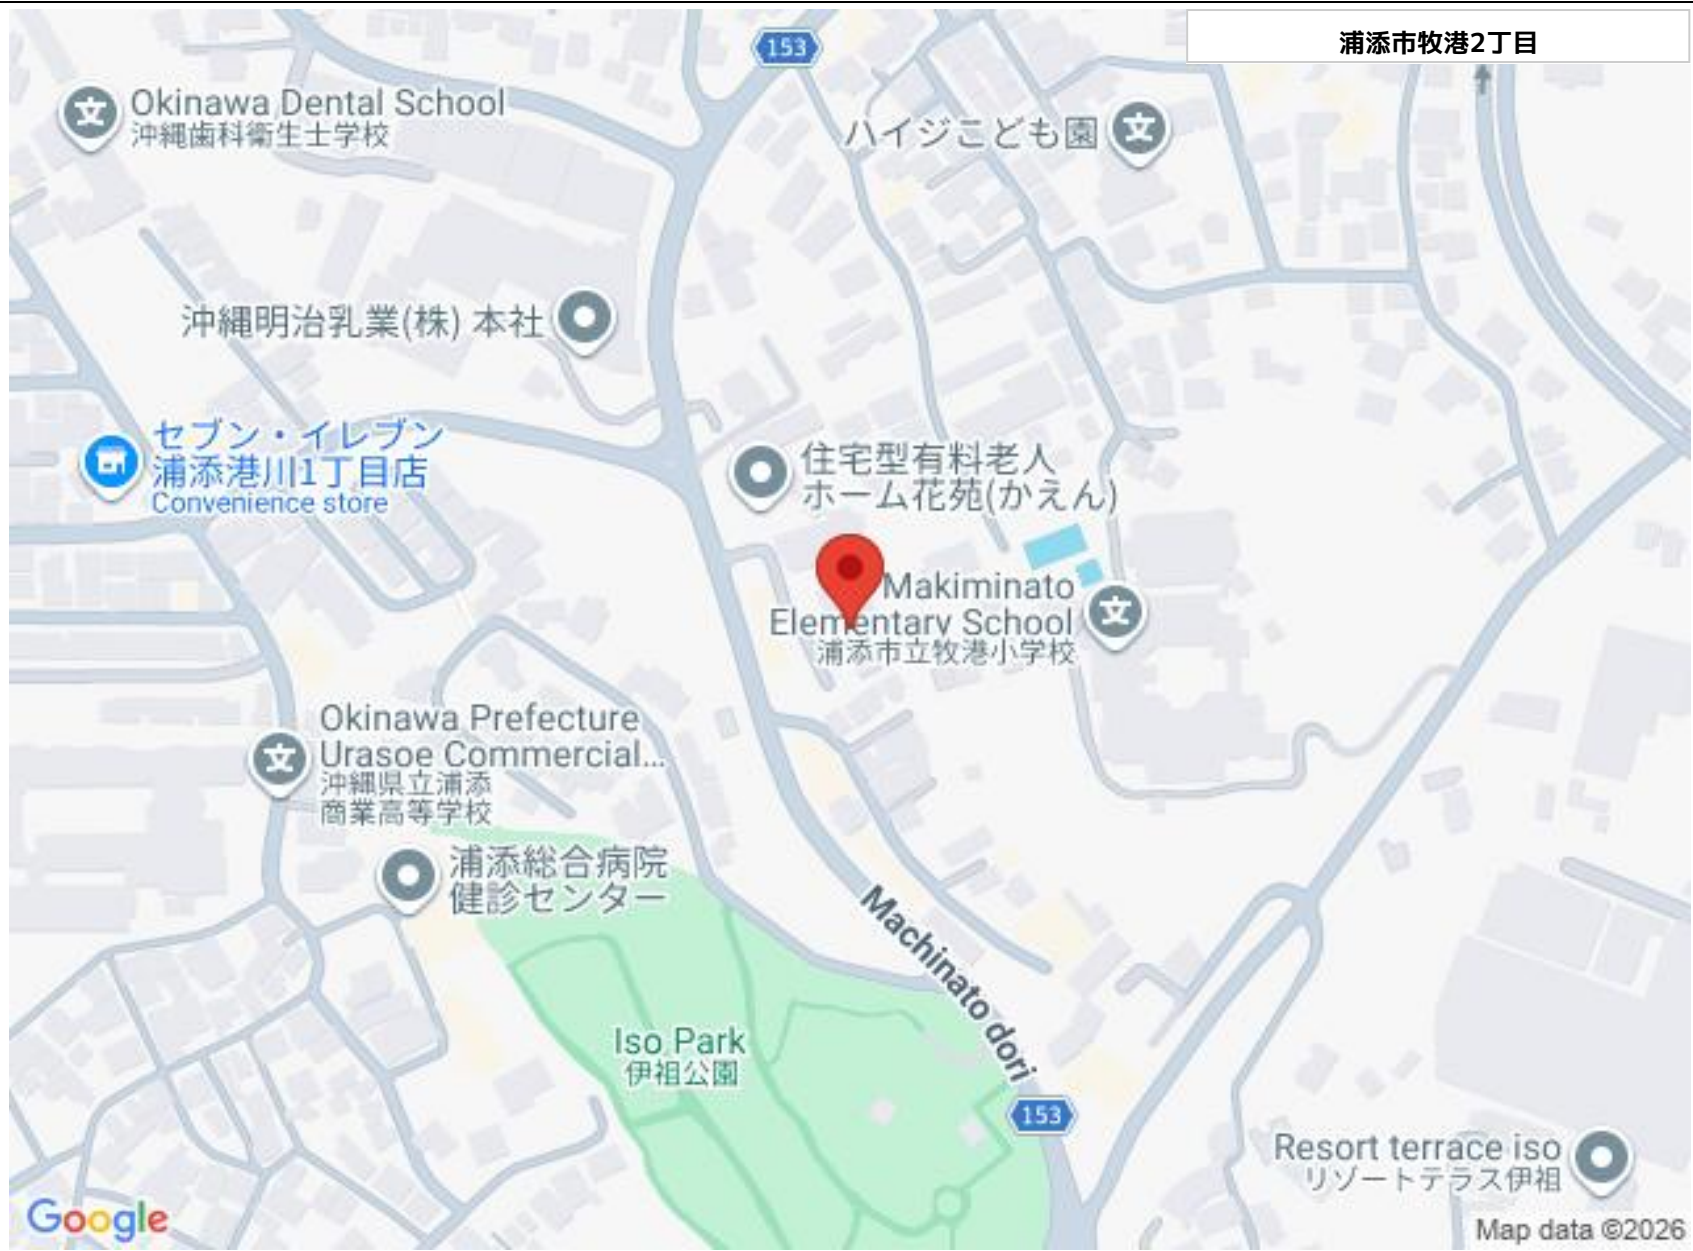 153
浦添市牧港2丁目
Okinawa Dental School
沖縄歯科衛生士学校
ハイジこども園
沖縄明治乳業(株) 本社
セブン・イレブン
浦添港川1丁目店
Convenience store
住宅型有料老人
ホーム花苑(かえん)
Makiminato
Elementary School
浦添市立牧港小学校
Okinawa Prefecture
Urasoe Commercial...
沖縄県立浦添
商業高等学校
浦添総合病院
健診センター
Machinato dori
Iso Park
伊祖公園
153
Resort terrace iso
リゾートテラス伊祖
Google
Map data ©2026